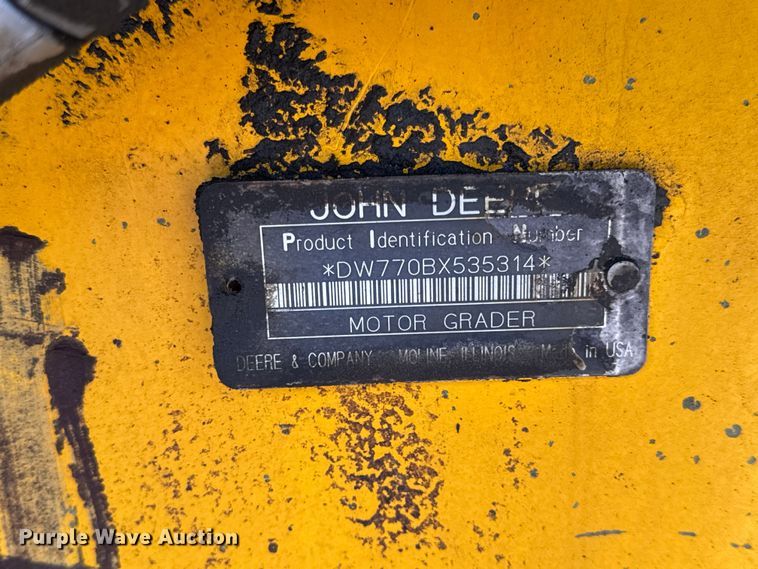 JOHN DEERE
Product Identification Number
*DW770BX535314*
MOTOR GRADER
DEERE & COMPANY MOLINE ILLINOIS Made in USA
Purple Wave Auction